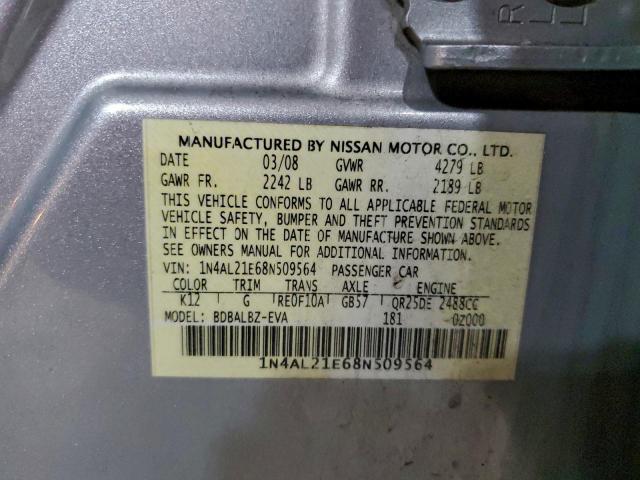 R
L
L
MANUFACTURED BY NISSAN MOTOR CO., LTD.
DATE 03/08 GVWR 4279 LB
GAWR FR. 2242 LB GAWR RR. 2189 LB
THIS VEHICLE CONFORMS TO ALL APPLICABLE FEDERAL MOTOR
VEHICLE SAFETY, BUMPER AND THEFT PREVENTION STANDARDS
IN EFFECT ON THE DATE OF MANUFACTURE SHOWN ABOVE.
SEE OWNERS MANUAL FOR ADDITIONAL INFORMATION.
VIN: 1N4AL21E68N509564 PASSENGER CAR
COLOR TRIM TRANS AXLE ENGINE
K12 G RE0F10A GB57 QR25DE 2488CC
MODEL: BDBALBZ-EVA 181 0Z000
1N4AL21E68N509564